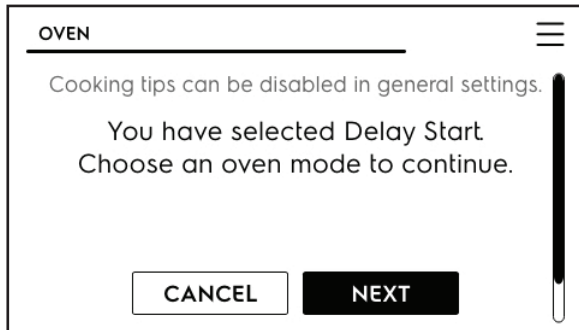 OVEN
Cooking tips can be disabled in general settings.
You have selected Delay Start.
Choose an oven mode to continue.
CANCEL NEXT